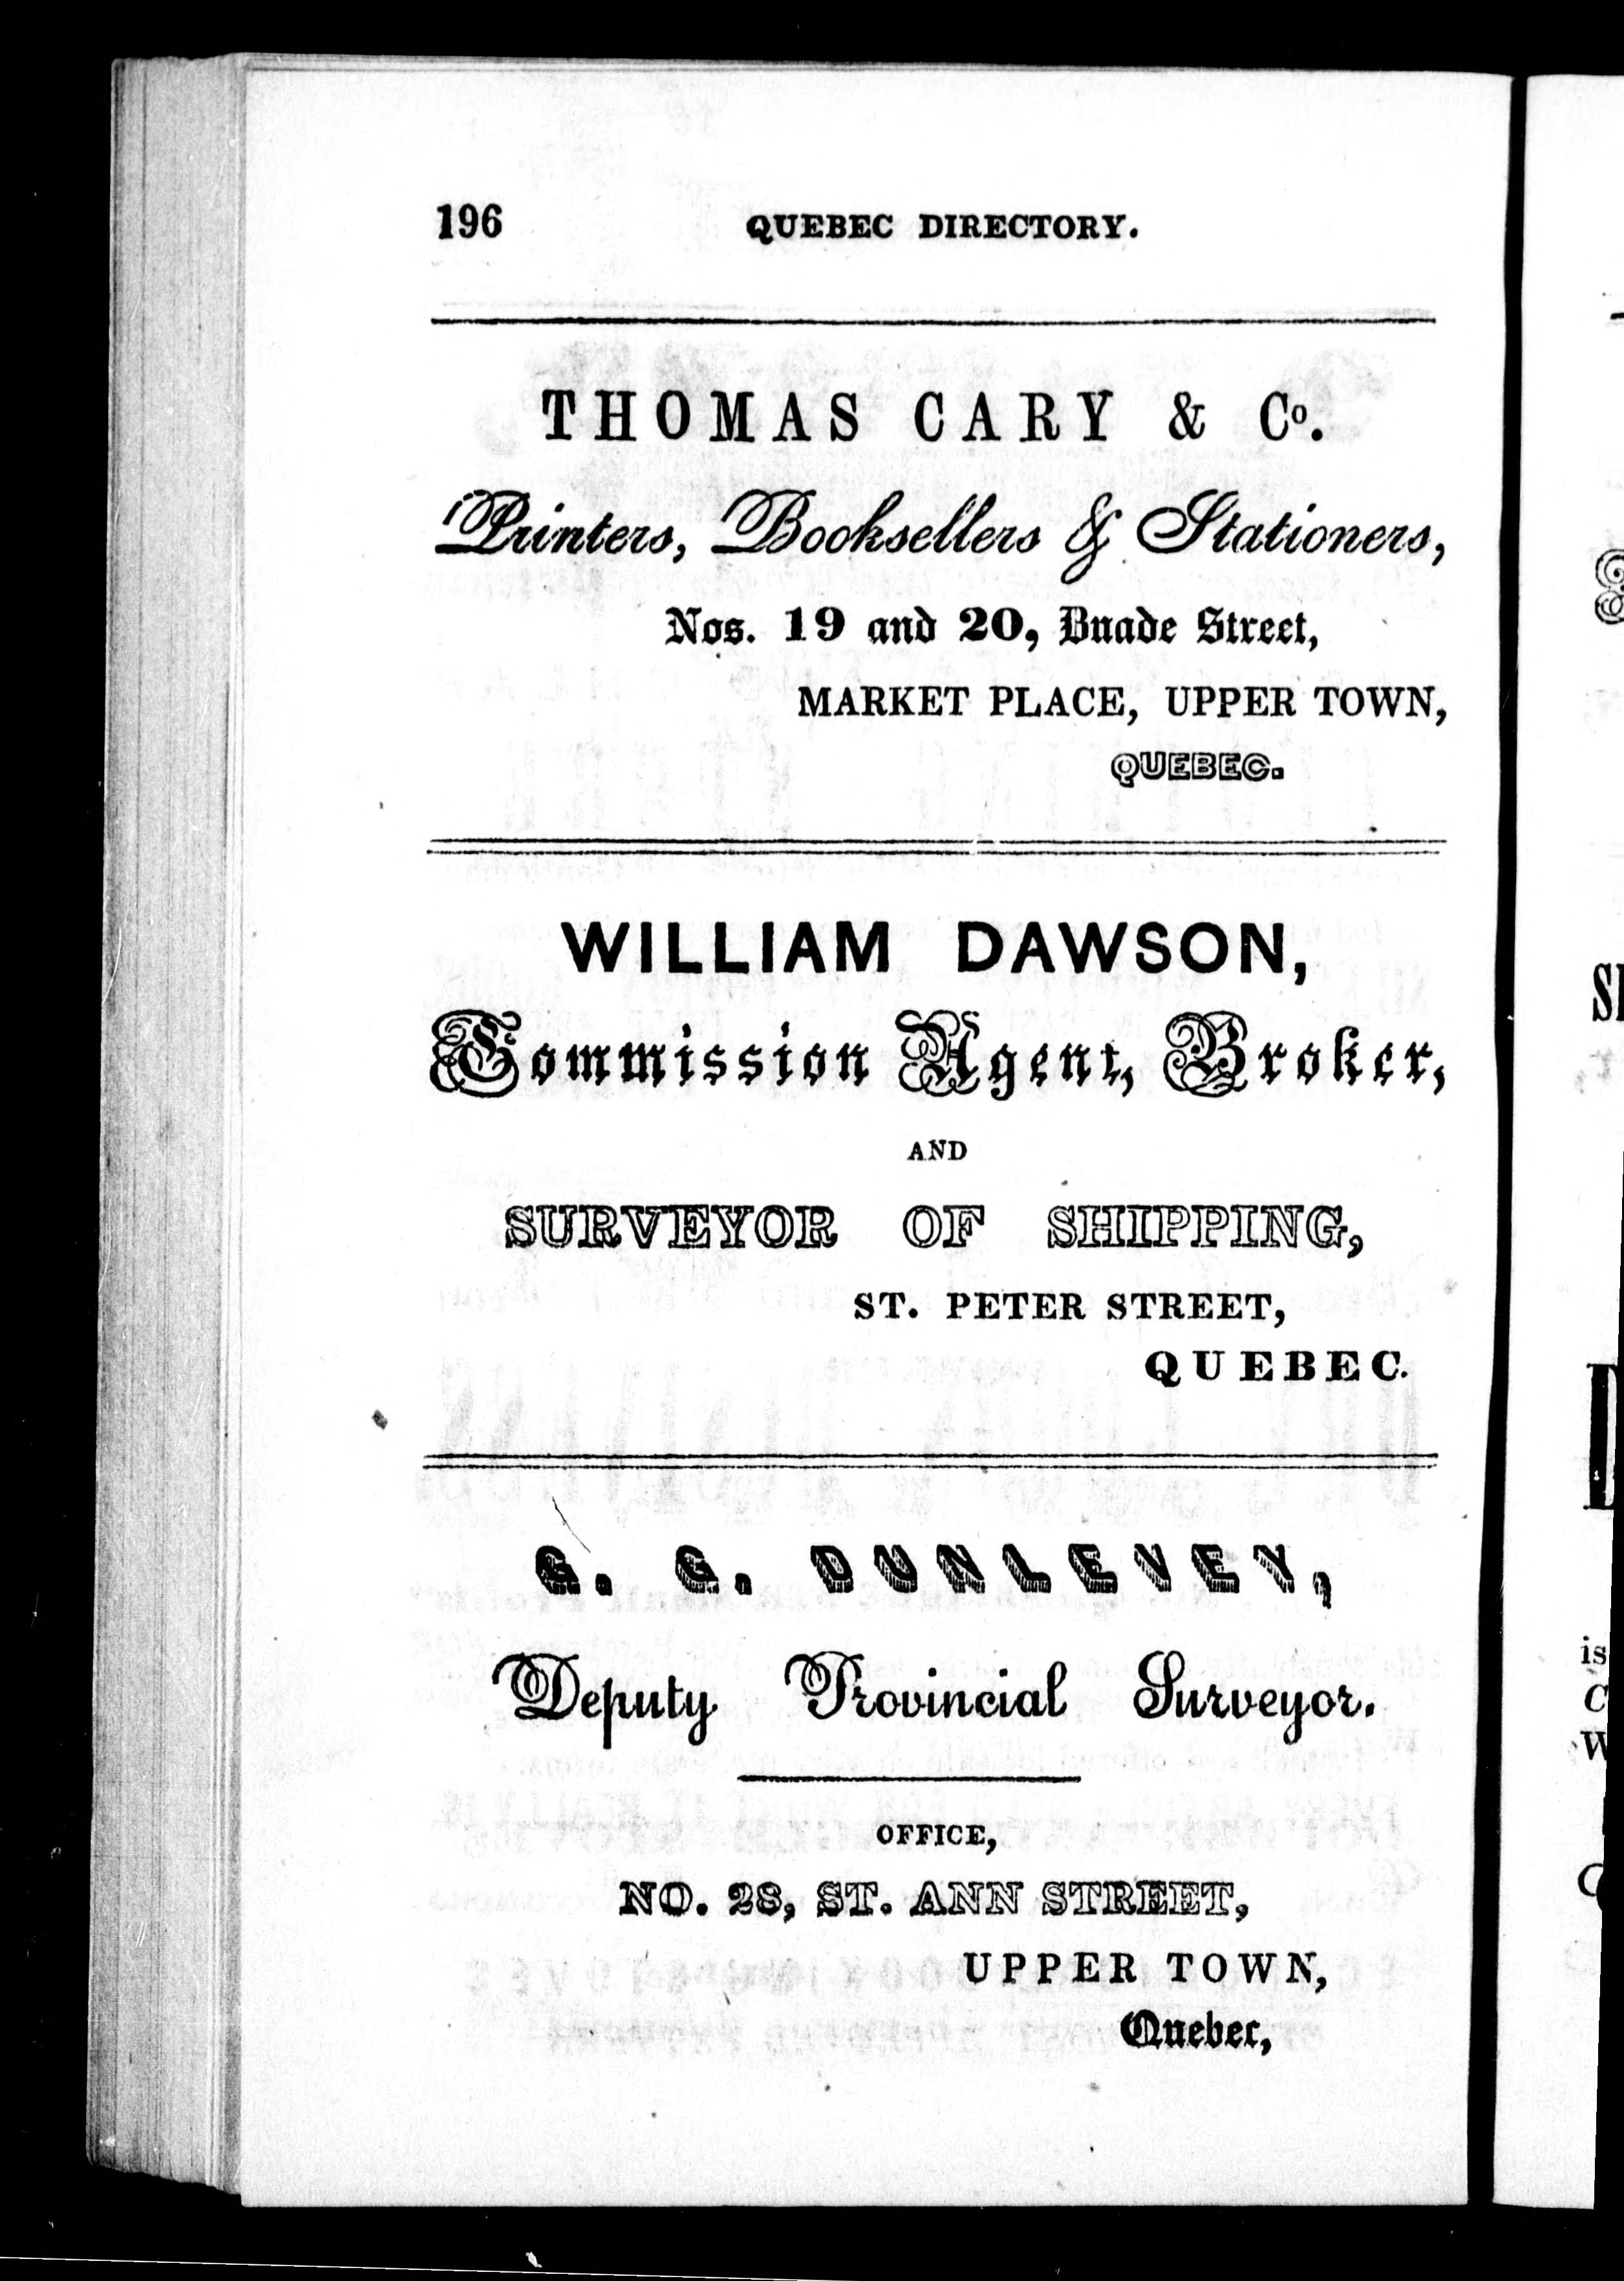 196 QUEBEC DIRECTORY.
THOMAS CARY & Co.
Printers, Booksellers & Stationers,
Nos. 19 and 20, Buade Street,
MARKET PLACE, UPPER TOWN,
QUEBEC.
WILLIAM DAWSON,
Commission Agent, Broker,
AND
SURVEYOR OF SHIPPING,
ST. PETER STREET,
QUEBEC.
G. G. DUNLEVEY,
Deputy Provincial Surveyor.
OFFICE,
NO. 28, ST. ANN STREET,
UPPER TOWN,
Quebec,